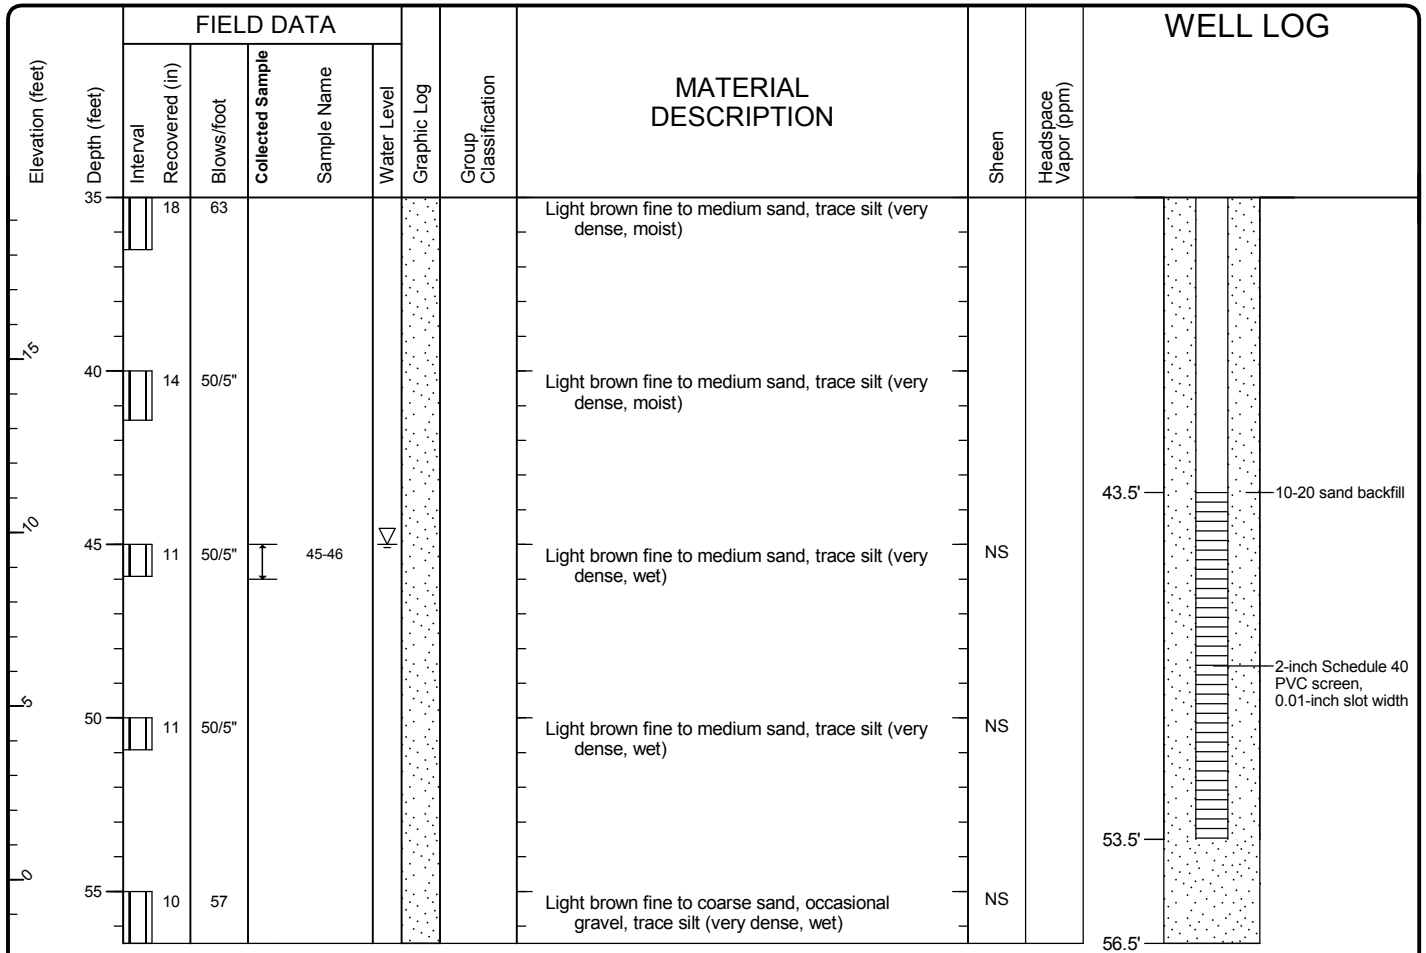 FIELD DATA
WELL LOG
Elevation (feet)
Depth (feet)
Interval
Recovered (in)
Blows/foot
Collected Sample
Sample Name
Water Level
Graphic Log
Group
Classification
MATERIAL
DESCRIPTION
Sheen
Headspace
Vapor (ppm)
35
18
63
Light brown fine to medium sand, trace silt (very
dense, moist)
15
40
14
50/5"
Light brown fine to medium sand, trace silt (very
dense, moist)
43.5'
10-20 sand backfill
10
45
11
50/5"
45-46
Light brown fine to medium sand, trace silt (very
dense, wet)
NS
2-inch Schedule 40
PVC screen,
0.01-inch slot width
5
50
11
50/5"
Light brown fine to medium sand, trace silt (very
dense, wet)
NS
53.5'
0
55
10
57
Light brown fine to coarse sand, occasional
gravel, trace silt (very dense, wet)
NS
56.5'